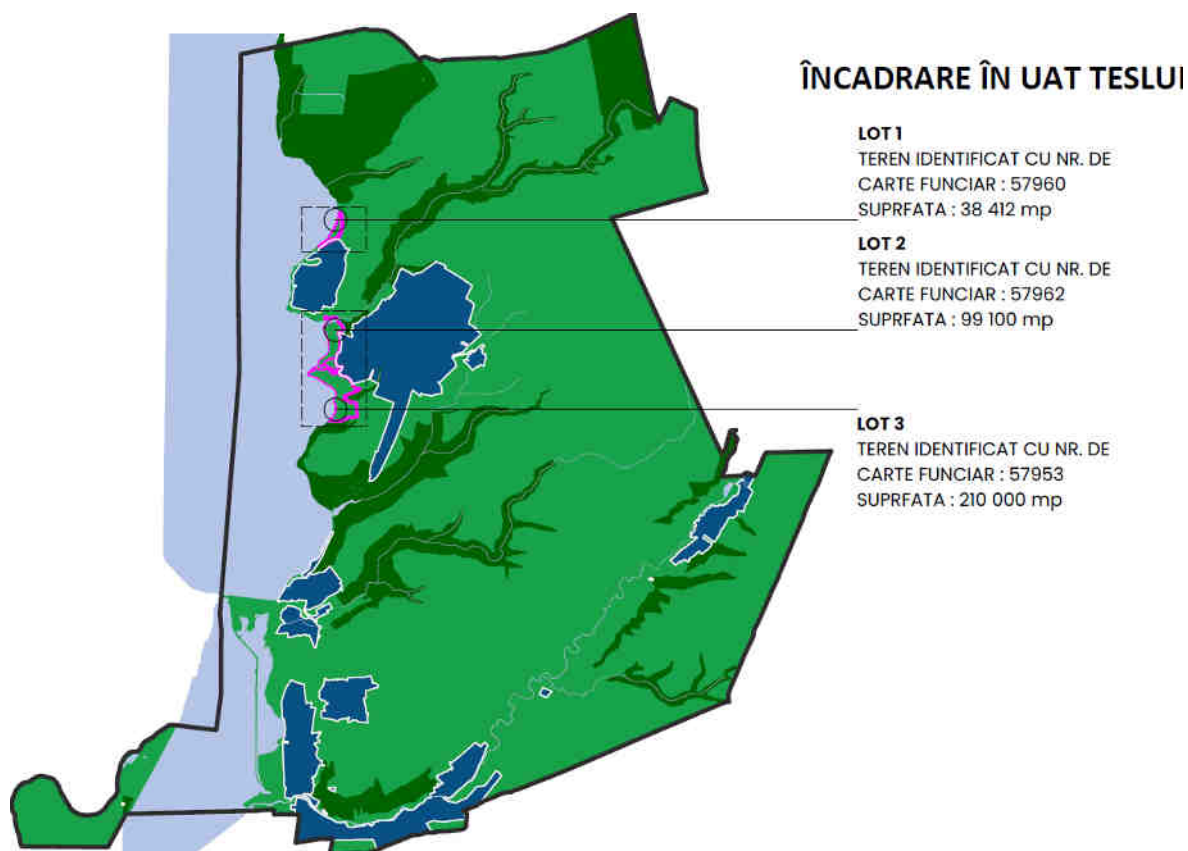 ÎNCADRARE ÎN UAT TESLUI
LOT 1
TEREN IDENTIFICAT CU NR. DE
CARTE FUNCIAR : 57960
SUPRFATA : 38 412 mp
LOT 2
TEREN IDENTIFICAT CU NR. DE
CARTE FUNCIAR : 57962
SUPRFATA : 99 100 mp
LOT 3
TEREN IDENTIFICAT CU NR. DE
CARTE FUNCIAR : 57953
SUPRFATA : 210 000 mp